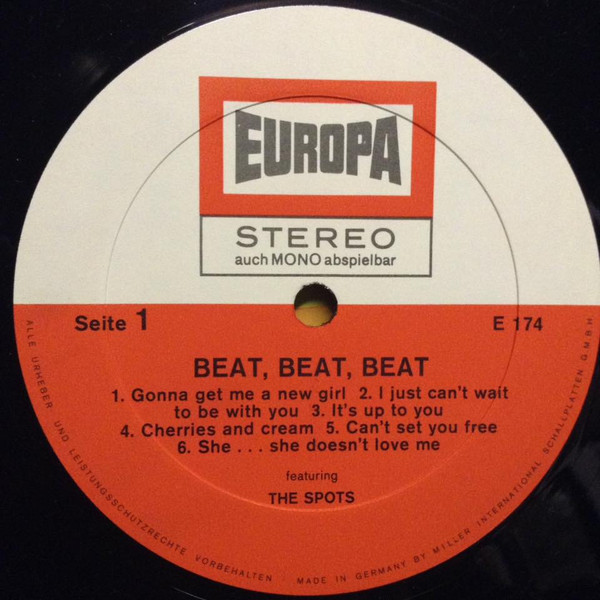 EUROPA
STEREO
auch MONO abspielbar
Seite 1
E 174
BEAT, BEAT, BEAT
1. Gonna get me a new girl 2. I just can't wait
to be with you 3. It's up to you
4. Cherries and cream 5. Can't set you free
6. She . . . she doesn't love me
featuring
THE SPOTS
ALLE URHEBER UND LEISTUNGSSCHUTZRECHTE VORBEHALTEN · MADE IN GERMANY BY MILLER INTERNATIONAL SCHALLPLATTEN G.M.B.H.